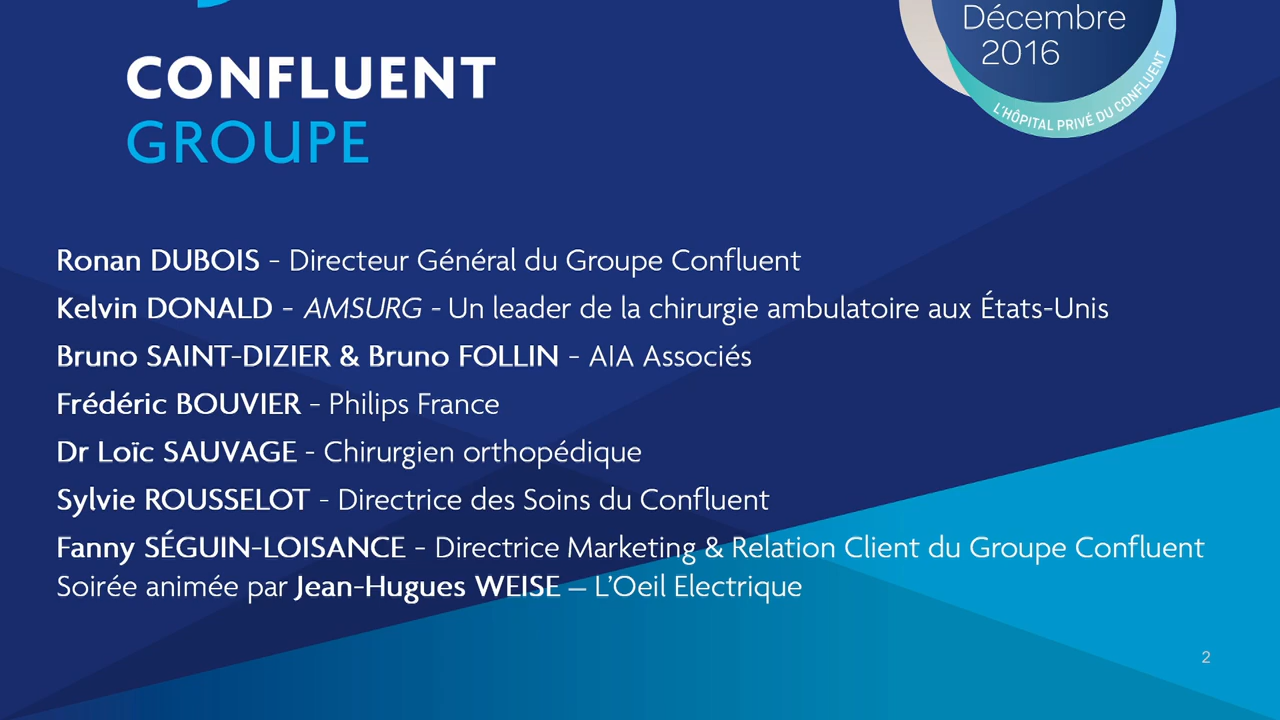 Décembre
2016
L'HÔPITAL PRIVÉ DU CONFLUENT
CONFLUENT
GROUPE
Ronan DUBOIS - Directeur Général du Groupe Confluent
Kelvin DONALD - AMSURG - Un leader de la chirurgie ambulatoire aux États-Unis
Bruno SAINT-DIZIER & Bruno FOLLIN - AIA Associés
Frédéric BOUVIER - Philips France
Dr Loïc SAUVAGE - Chirurgien orthopédique
Sylvie ROUSSELOT - Directrice des Soins du Confluent
Fanny SÉGUIN-LOISANCE - Directrice Marketing & Relation Client du Groupe Confluent
Soirée animée par Jean-Hugues WEISE – L'Oeil Electrique
2